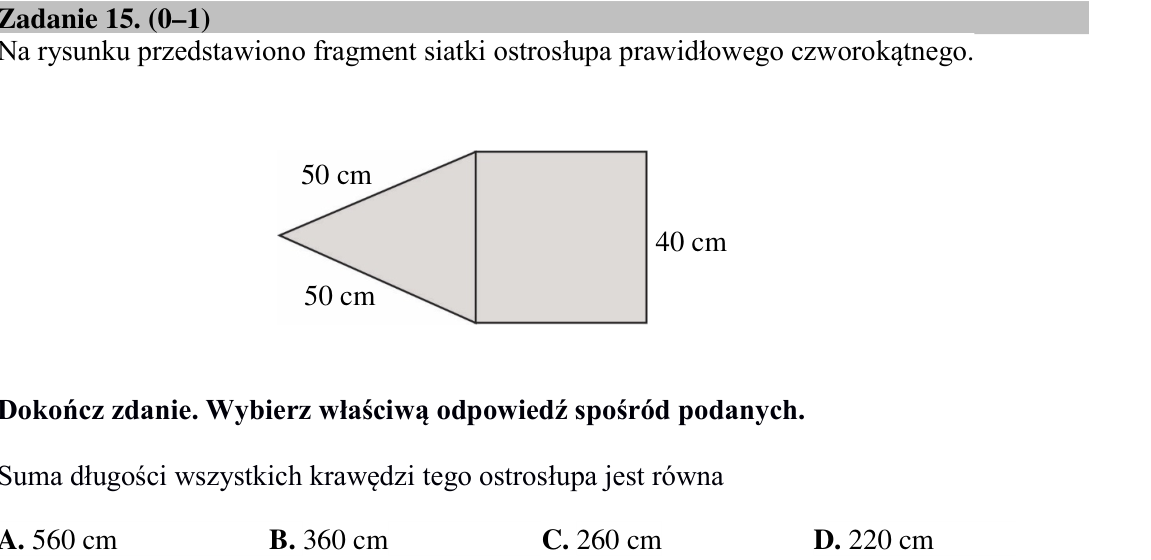 Zadanie 15. (0–1)
Na rysunku przedstawiono fragment siatki ostrosłupa prawidłowego czworokątnego.
50 cm
40 cm
50 cm
Dokończ zdanie. Wybierz właściwą odpowiedź spośród podanych.
Suma długości wszystkich krawędzi tego ostrosłupa jest równa
A. 560 cm B. 360 cm C. 260 cm D. 220 cm